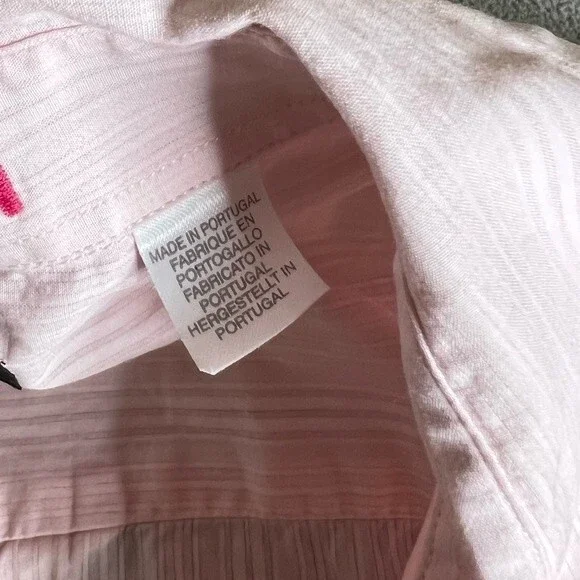 MADE IN PORTUGAL
FABRIQUE EN
PORTOGALLO
FABRICATO IN
PORTUGAL
HERGESTELLT IN
PORTUGAL